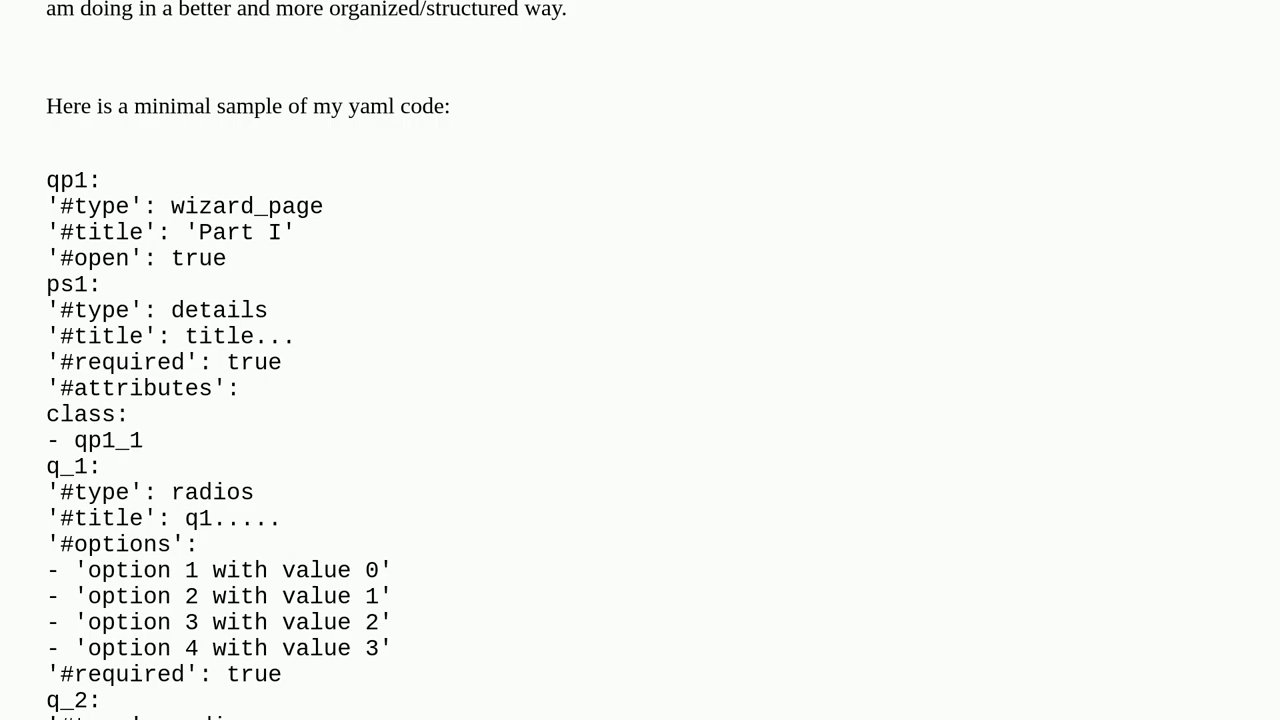 am doing in a better and more organized/structured way.
Here is a minimal sample of my yaml code:
qp1:
'#type': wizard_page
'#title': 'Part I'
'#open': true
ps1:
'#type': details
'#title': title...
'#required': true
'#attributes':
class:
- qp1_1
q_1:
'#type': radios
'#title': q1.....
'#options':
- 'option 1 with value 0'
- 'option 2 with value 1'
- 'option 3 with value 2'
- 'option 4 with value 3'
'#required': true
q_2: